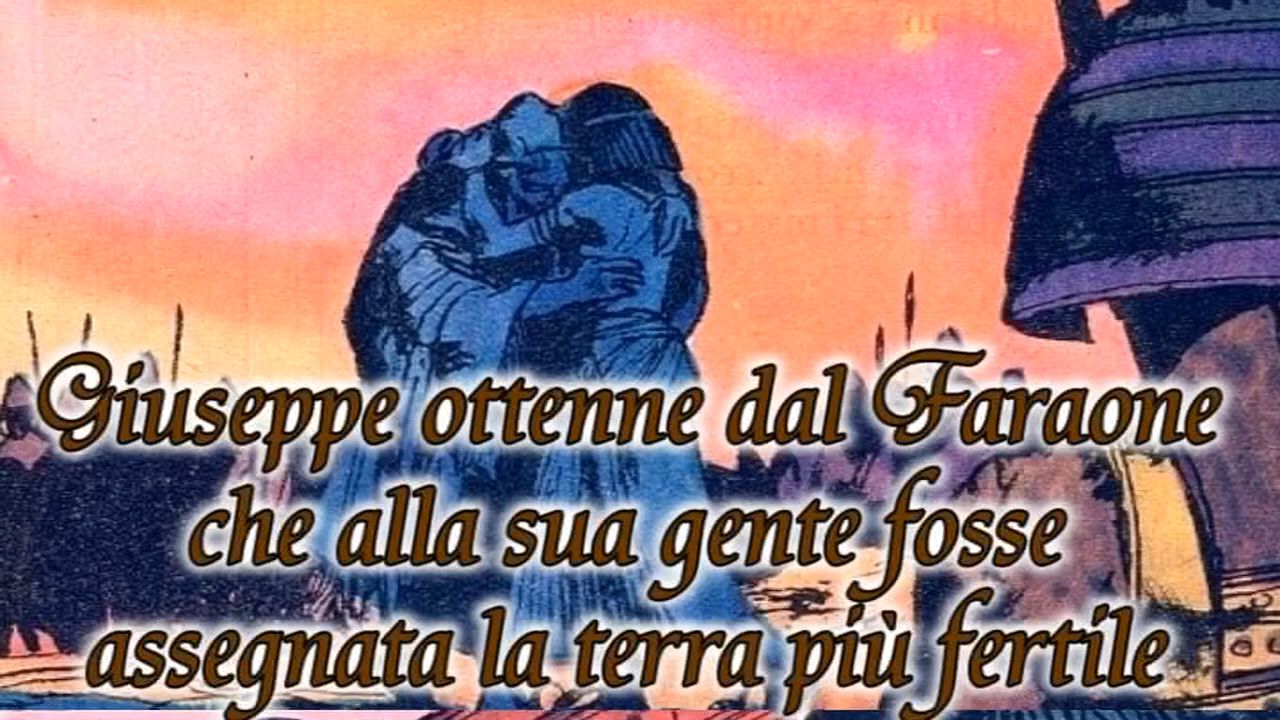 Giuseppe ottenne dal Faraone
che alla sua gente fosse
assegnata la terra più fertile